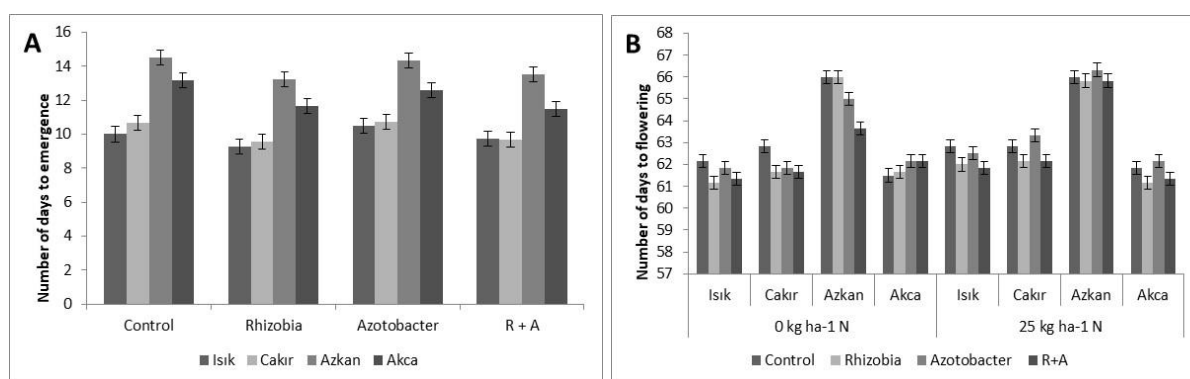 A
Number of days to emergence
16
14
12
10
8
6
4
2
0
Control Rhizobia Azotobacter R + A
Isık Cakır Azkan Akca
B
Number of days to flowering
68
67
66
65
64
63
62
61
60
59
58
57
Isık Cakır Azkan Akca Isık Cakır Azkan Akca
0 kg ha-1 N 25 kg ha-1 N
Control Rhizobia Azotobacter R+A